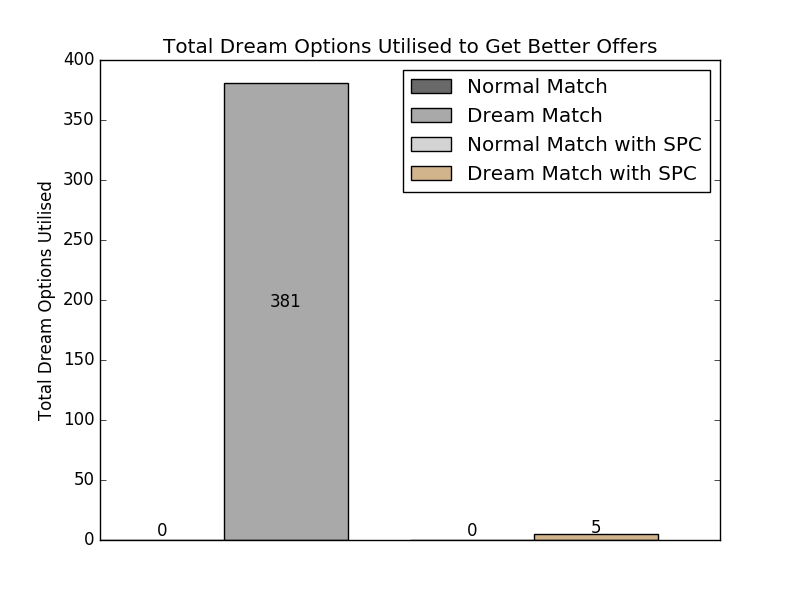 Total Dream Options Utilised to Get Better Offers
Total Dream Options Utilised
400
350
300
250
200
150
100
50
0
Normal Match
Dream Match
Normal Match with SPC
Dream Match with SPC
0
381
0
5